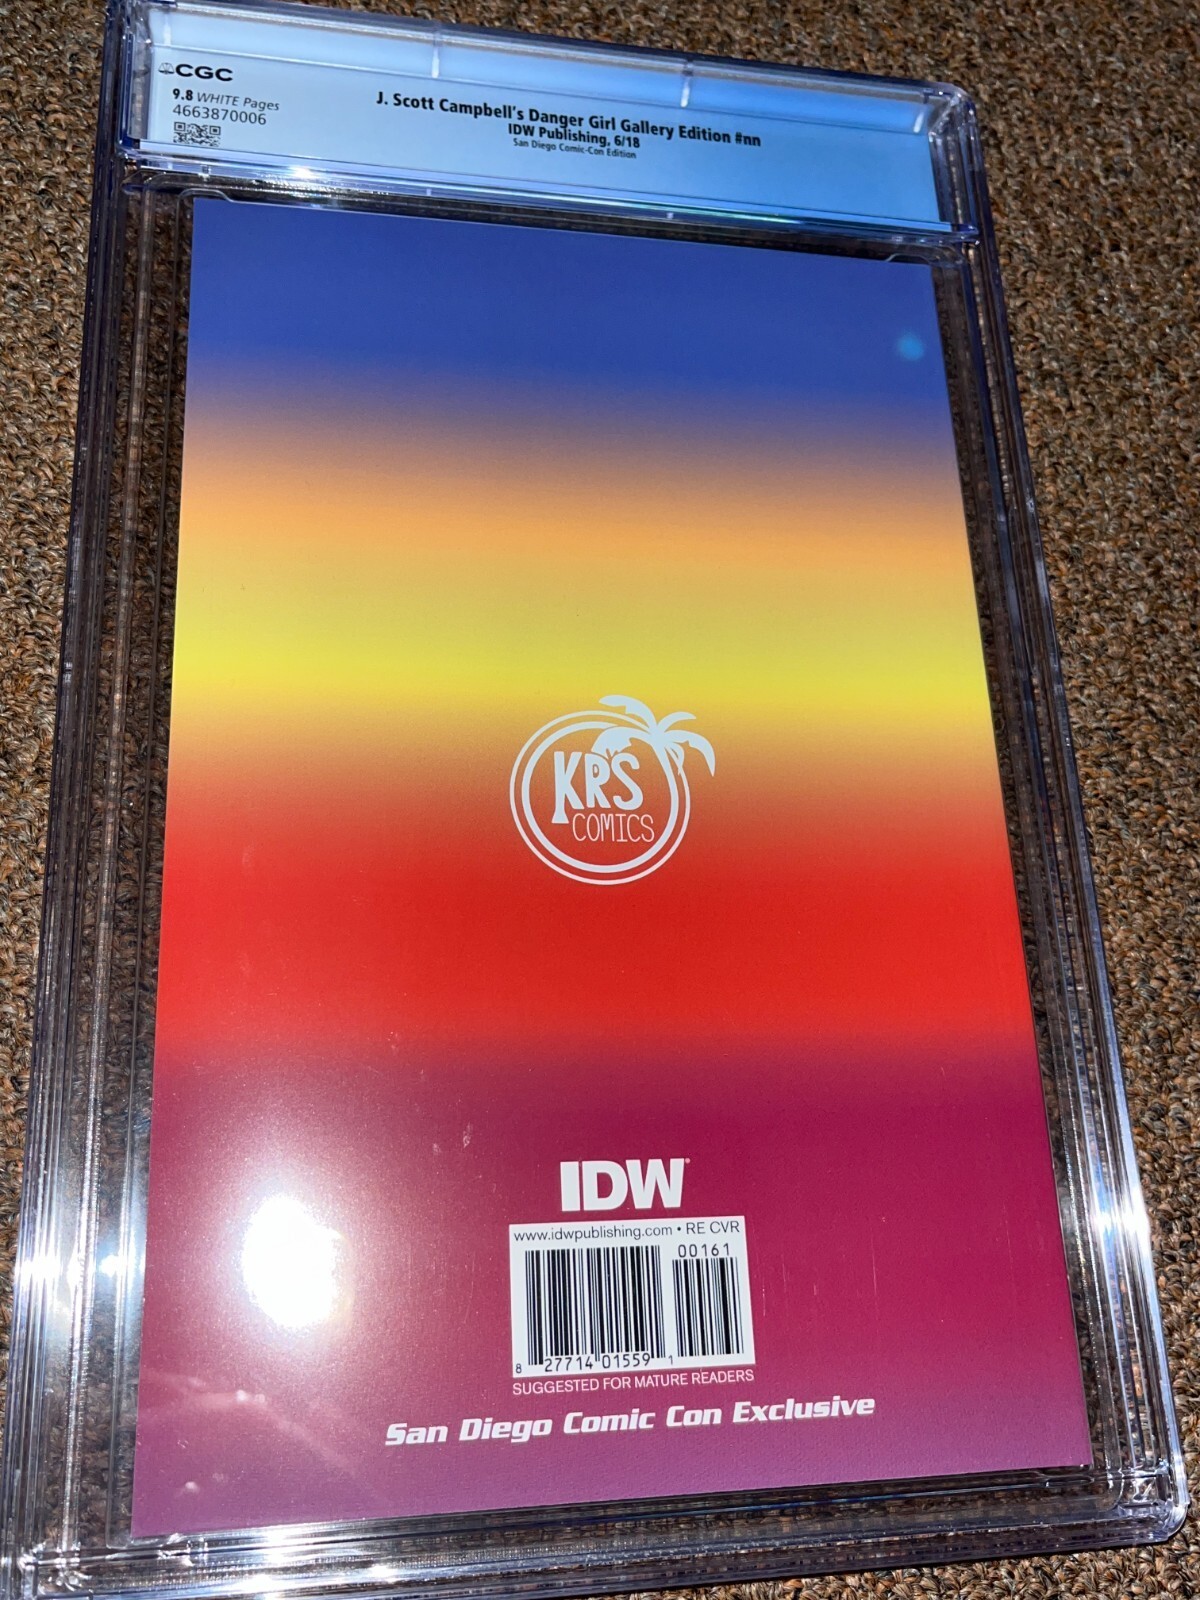 CGC
9.8 WHITE Pages
4663870006
J. Scott Campbell's Danger Girl Gallery Edition #nn
IDW Publishing, 6/18
San Diego Comic-Con Edition
KRS
COMICS
IDW
www.idwpublishing.com • RE CVR
00161
8 27714 01559 1
SUGGESTED FOR MATURE READERS
San Diego Comic Con Exclusive